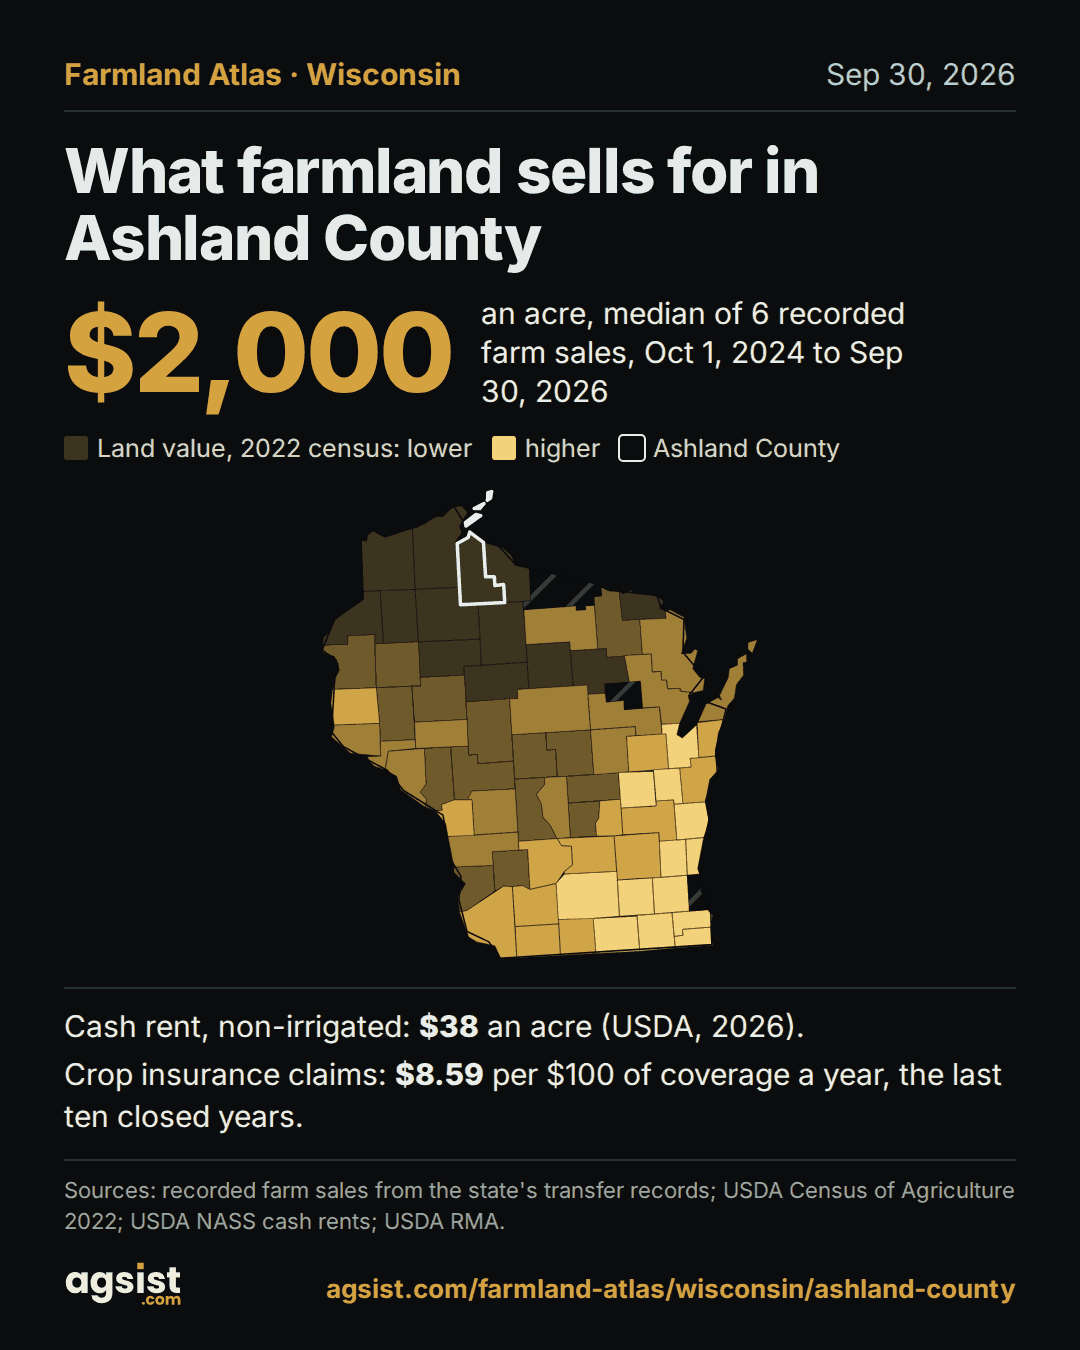 Farmland Atlas · Wisconsin
Sep 30, 2026
What farmland sells for in
Ashland County
$2,000
an acre, median of 6 recorded
farm sales, Oct 1, 2024 to Sep
30, 2026
Land value, 2022 census: lower
higher
Ashland County
Cash rent, non-irrigated: $38 an acre (USDA, 2026).
Crop insurance claims: $8.59 per $100 of coverage a year, the last
ten closed years.
Sources: recorded farm sales from the state's transfer records; USDA Census of Agriculture
2022; USDA NASS cash rents; USDA RMA.
agsist
.com
agsist.com/farmland-atlas/wisconsin/ashland-county